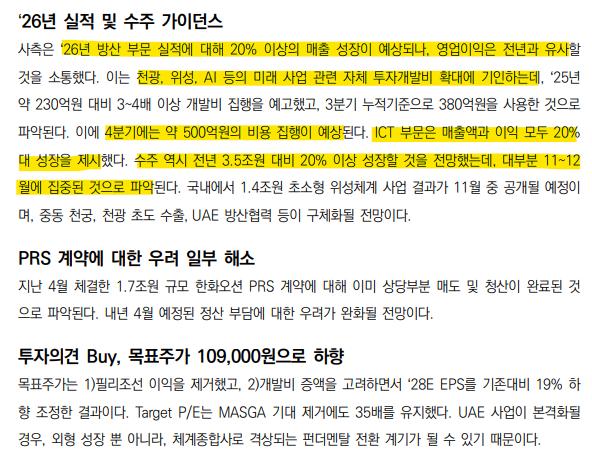 ‘26년 실적 및 수주 가이던스
사측은 ‘26년 방산 부문 실적에 대해 20% 이상의 매출 성장이 예상되나, 영업이익은 전년과 유사할
것을 소통했다. 이는 천광, 위성, AI 등의 미래 사업 관련 자체 투자개발비 확대에 기인하는데, ‘25년
약 230억원 대비 3~4배 이상 개발비 집행을 예고했고, 3분기 누적기준으로 380억원을 사용한 것으로
파악된다. 이에 4분기에는 약 500억원의 비용 집행이 예상된다. ICT 부문은 매출액과 이익 모두 20%
대 성장을 제시했다. 수주 역시 전년 3.5조원 대비 20% 이상 성장할 것을 전망했는데, 대부분 11~12
월에 집중된 것으로 파악된다. 국내에서 1.4조원 초소형 위성체계 사업 결과가 11월 중 공개될 예정이
며, 중동 천궁, 천광 초도 수출, UAE 방산협력 등이 구체화될 전망이다.
PRS 계약에 대한 우려 일부 해소
지난 4월 체결한 1.7조원 규모 한화오션 PRS 계약에 대해 이미 상당부분 매도 및 청산이 완료된 것
으로 파악된다. 내년 4월 예정된 정산 부담에 대한 우려가 완화될 전망이다.
투자의견 Buy, 목표주가 109,000원으로 하향
목표주가는 1)필리조선 이익을 제거했고, 2)개발비 증액을 고려하면서 ‘28E EPS를 기존대비 19% 하
향 조정한 결과이다. Target P/E는 MASGA 기대 제거에도 35배를 유지했다. UAE 사업이 본격화될
경우, 외형 성장 뿐 아니라, 체계종합사로 격상되는 펀더멘탈 전환 계기가 될 수 있기 때문이다.